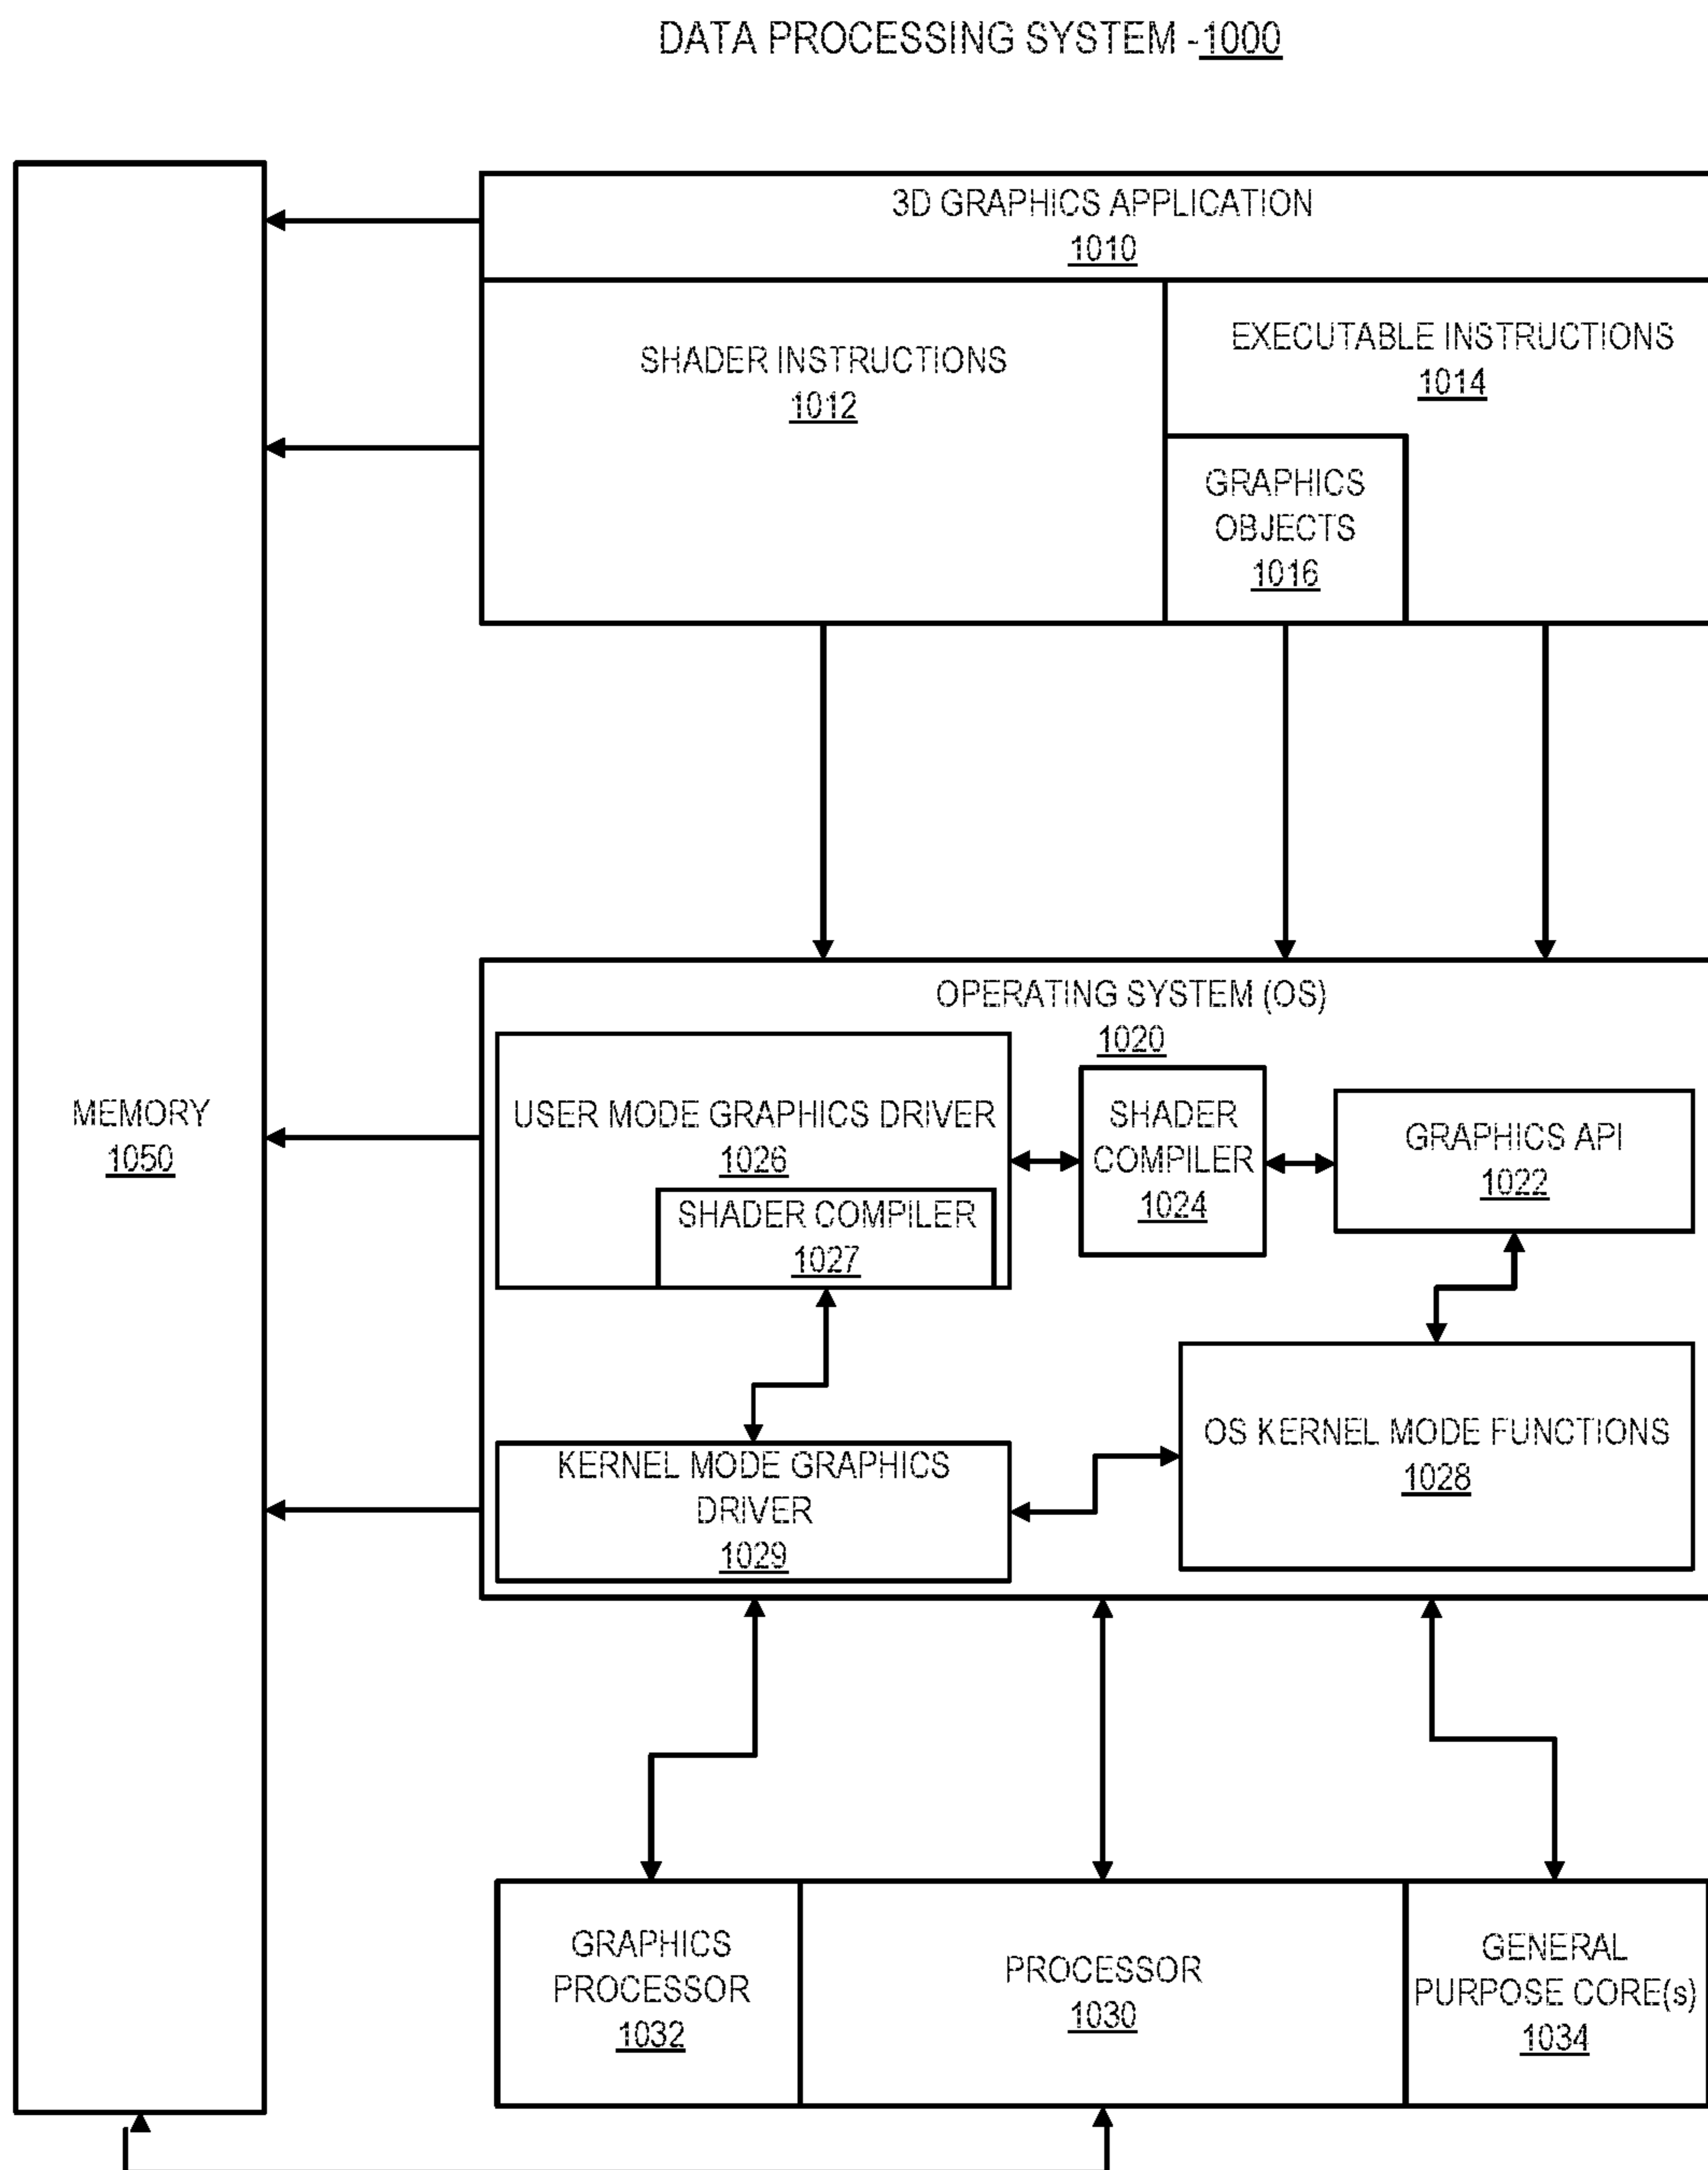 DATA PROCESSING SYSTEM -1000
3D GRAPHICS APPLICATION
1010
SHADER INSTRUCTIONS
1012
EXECUTABLE INSTRUCTIONS
1014
GRAPHICS
OBJECTS
1016
OPERATING SYSTEM (OS)
1020
MEMORY
1050
USER MODE GRAPHICS DRIVER
1026
SHADER COMPILER
1027
SHADER
COMPILER
1024
GRAPHICS API
1022
KERNEL MODE GRAPHICS
DRIVER
1029
OS KERNEL MODE FUNCTIONS
1028
GRAPHICS
PROCESSOR
1032
PROCESSOR
1030
GENERAL
PURPOSE CORE(s)
1034